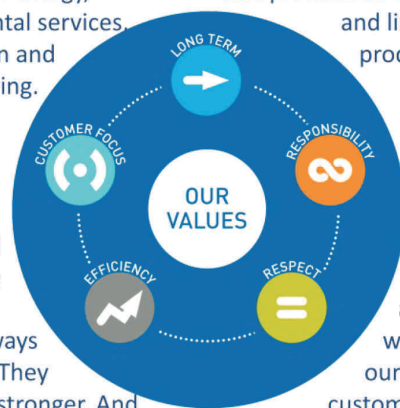 ntal services.
n and
ing.
and li
prod
LONG TERM
CUSTOMER FOCUS
RESPONSIBILITY
OUR
VALUES
EFFICIENCY
RESPECT
ways
They
stronger. And
w
our
custom